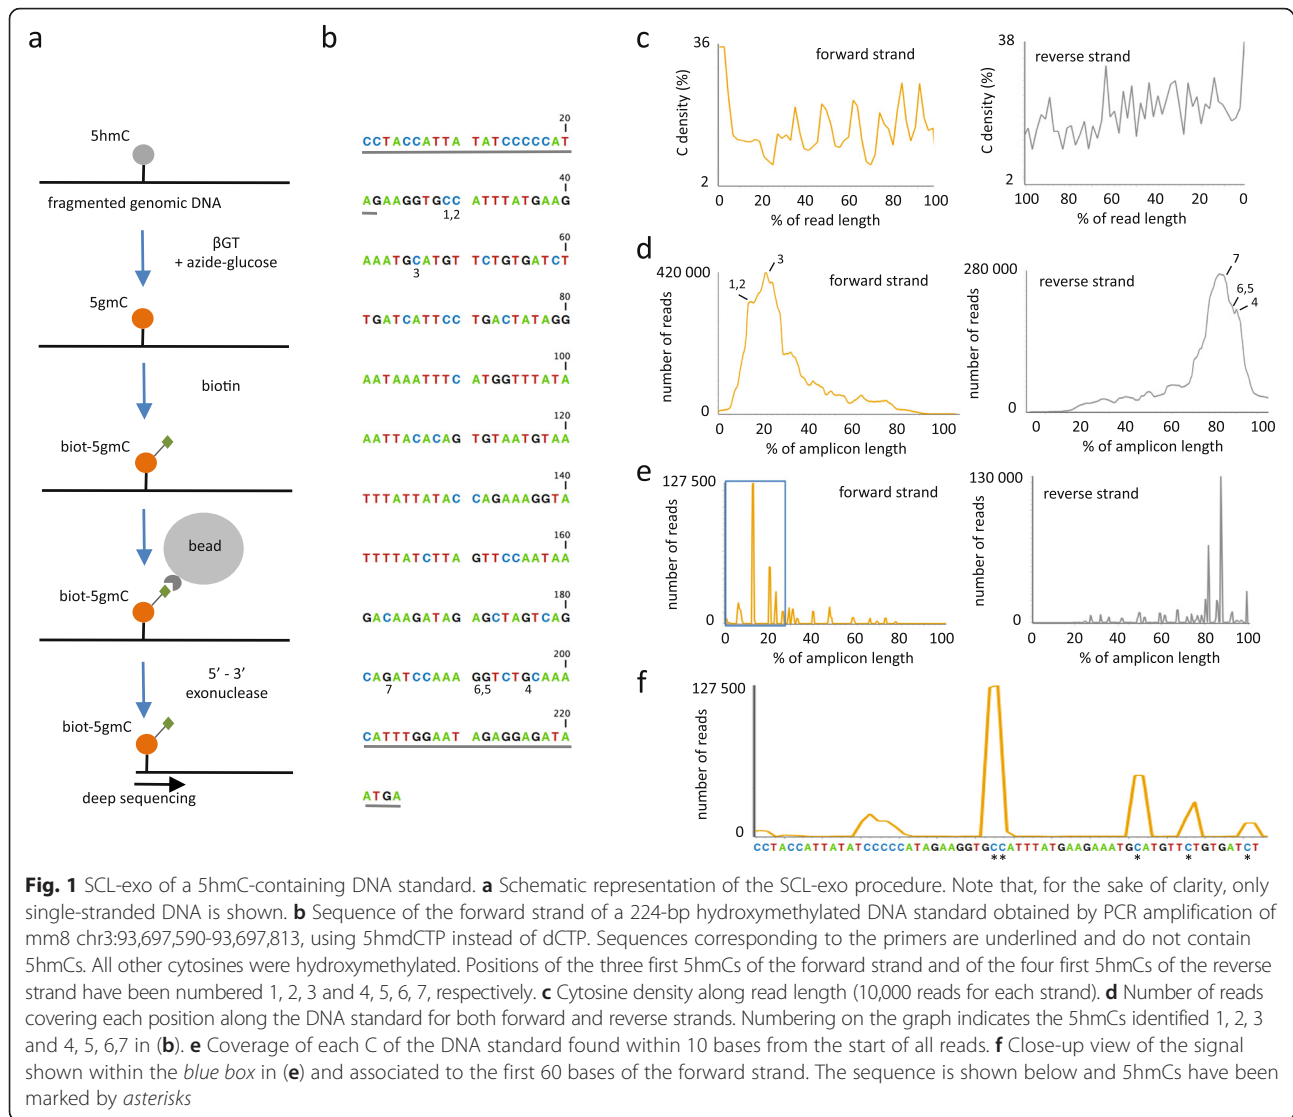 a
5hmC
fragmented genomic DNA
βGT
+ azide-glucose
5gmC
biotin
biot-5gmC
bead
biot-5gmC
5’ - 3’
exonuclease
biot-5gmC
deep sequencing
b
20
CCTACCATTA TATCCCCCAT
40
AGAAGGTGCC ATTTATGAAG
1,2
60
AAATGCATGT TCTGTGATCT
3
80
TGATCATTCC TGACTATAGG
100
AATAAATTTC ATGGTTTATA
120
AATTACACAG TGTAATGTAA
140
TTTATTATAC CAGAAAGGTA
160
TTTTATCTTA GTTCCAATAA
180
GACAAGATAG AGCTAGTCAG
200
CAGATCCAAA GGTCTGCAAA
7 6,5 4
220
CATTTGGAAT AGAGGAGATA
ATGA
c
36
forward strand
C density (%)
2
0 20 40 60 80 100
% of read length
38
reverse strand
C density (%)
2
100 80 60 40 20 0
% of read length
d
420 000
3
1,2
forward strand
number of reads
0
0 20 40 60 80 100
% of amplicon length
280 000
reverse strand
7
6,5
4
number of reads
0
0 20 40 60 80 100
% of amplicon length
e
127 500
forward strand
number of reads
0
0 20 40 60 80 100
% of amplicon length
130 000
reverse strand
number of reads
0
0 20 40 60 80 100
% of amplicon length
f
127 500
number of reads
0
CCTACCATTATATCCCCCATAGAAGGTGCCATTTATGAAGAAATGCATGTTCTGTGATCT
** * * *
Fig. 1 SCL-exo of a 5hmC-containing DNA standard. a Schematic representation of the SCL-exo procedure. Note that, for the sake of clarity, only
single-stranded DNA is shown. b Sequence of the forward strand of a 224-bp hydroxymethylated DNA standard obtained by PCR amplification of
mm8 chr3:93,697,590-93,697,813, using 5hmdCTP instead of dCTP. Sequences corresponding to the primers are underlined and do not contain
5hmCs. All other cytosines were hydroxymethylated. Positions of the three first 5hmCs of the forward strand and of the four first 5hmCs of the reverse
strand have been numbered 1, 2, 3 and 4, 5, 6, 7, respectively. c Cytosine density along read length (10,000 reads for each strand). d Number of reads
covering each position along the DNA standard for both forward and reverse strands. Numbering on the graph indicates the 5hmCs identified 1, 2, 3
and 4, 5, 6,7 in (b). e Coverage of each C of the DNA standard found within 10 bases from the start of all reads. f Close-up view of the signal
shown within the blue box in (e) and associated to the first 60 bases of the forward strand. The sequence is shown below and 5hmCs have been
marked by asterisks